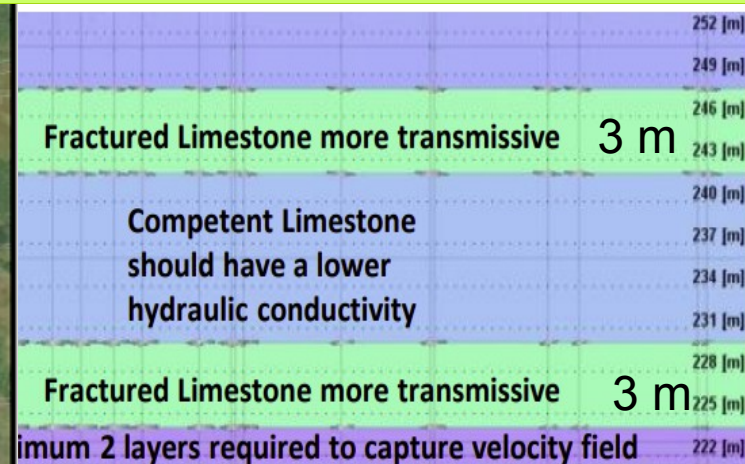 252 [m]
249 [m]
246 [m]
Fractured Limestone more transmissive 3 m
243 [m]
240 [m]
Competent Limestone
should have a lower
hydraulic conductivity
237 [m]
234 [m]
231 [m]
228 [m]
Fractured Limestone more transmissive 3 m
225 [m]
imum 2 layers required to capture velocity field
222 [m]